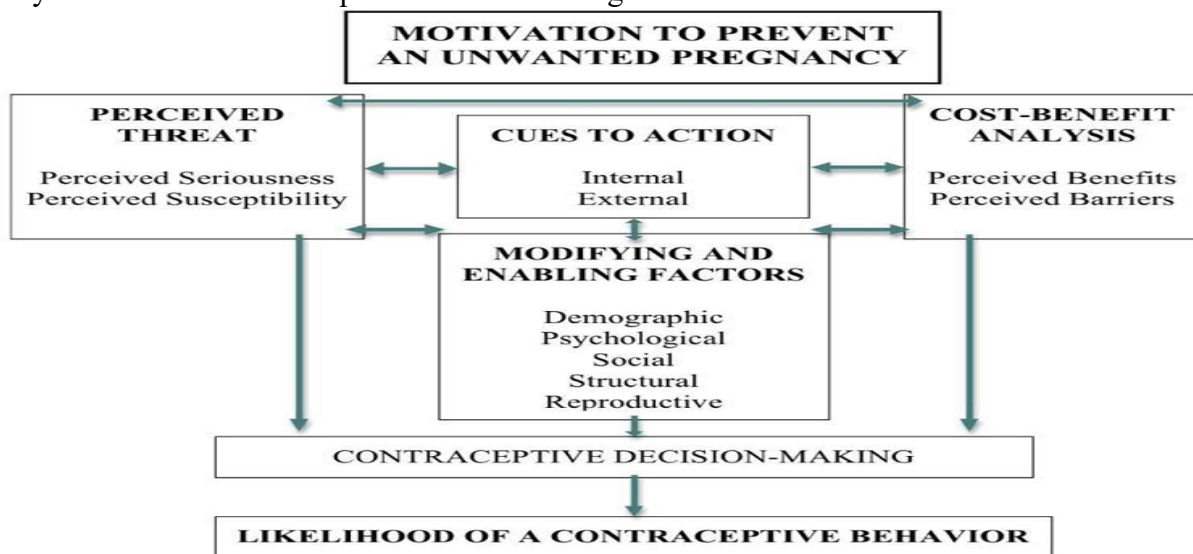 MOTIVATION TO PREVENT
AN UNWANTED PREGNANCY
PERCEIVED
THREAT
Perceived Seriousness
Perceived Susceptibility
CUES TO ACTION
Internal
External
COST-BENEFIT
ANALYSIS
Perceived Benefits
Perceived Barriers
MODIFYING AND
ENABLING FACTORS
Demographic
Psychological
Social
Structural
Reproductive
CONTRACEPTIVE DECISION-MAKING
LIKELIHOOD OF A CONTRACEPTIVE BEHAVIOR